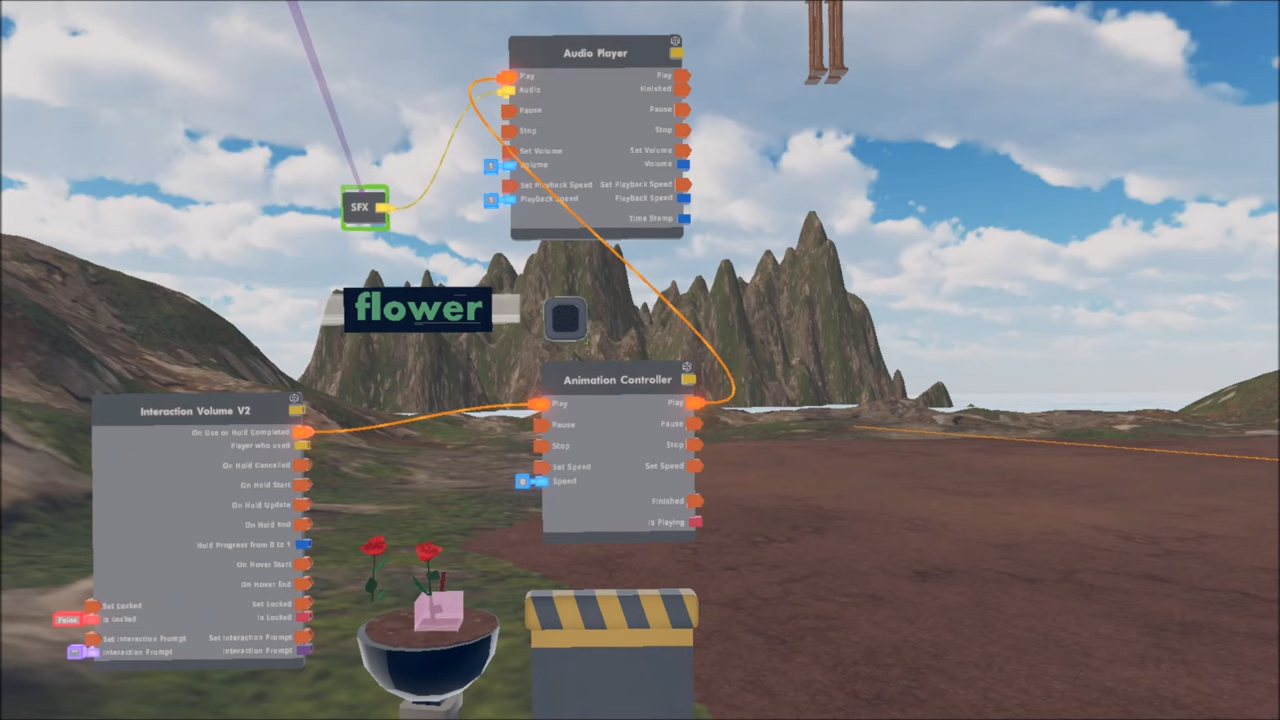 Audio Player
Play Play
Audio Finished
Pause Pause
Stop Stop
Set Volume Set Volume
1 Volume Volume
Set Playback Speed Set Playback Speed
1 Playback Speed Playback Speed
Time Stamp
SFX
flower
Animation Controller
Play Play
Pause Pause
Stop Stop
Set Speed Set Speed
0 Speed
Finished
Is Playing
Interaction Volume V2
On Use or Hold Completed
Player who used
On Hold Cancelled
On Hold Start
On Hold Update
On Hold End
Hold Progress from 0 to 1
On Hover Start
On Hover End
Set Locked Set Locked
False Is Locked Is Locked
Set Interaction Prompt Set Interaction Prompt
Interaction Prompt Interaction Prompt